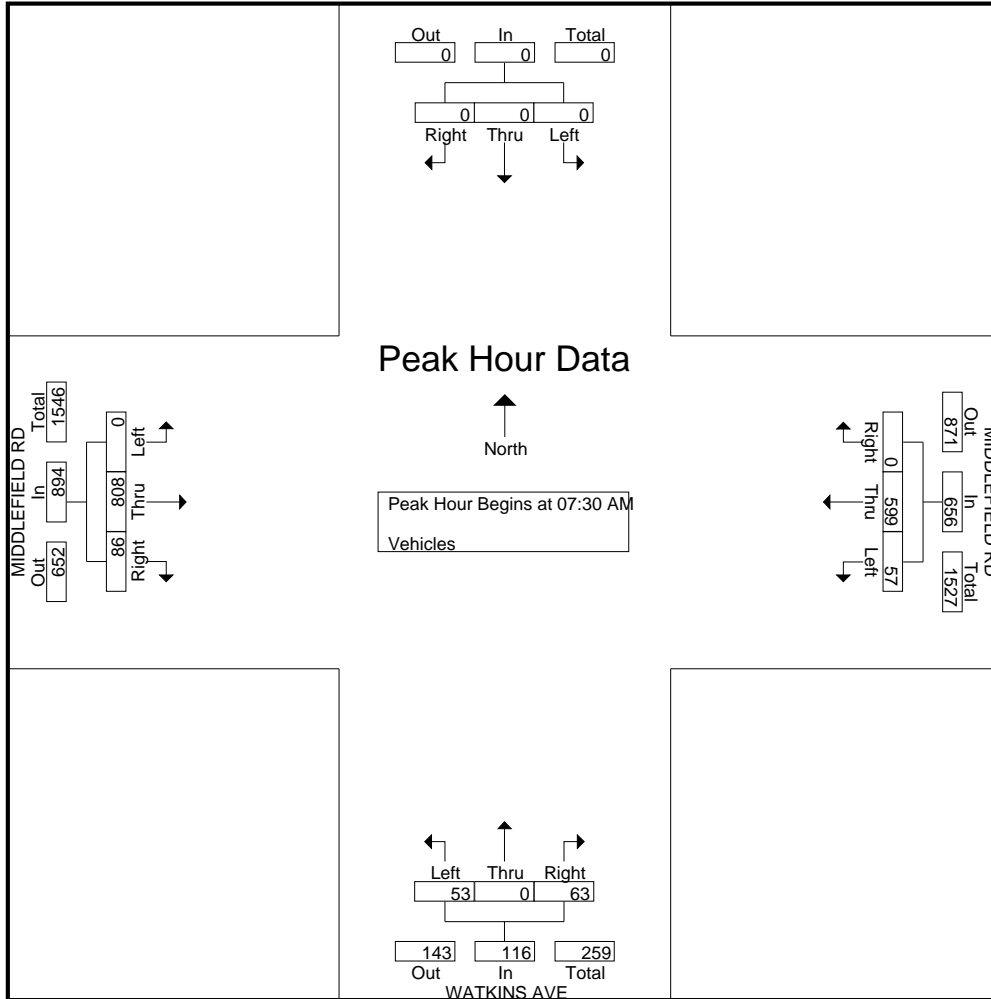 Out In Total
0 0 0
0 0 0
Right Thru Left
Peak Hour Data
North
Peak Hour Begins at 07:30 AM
Vehicles
MIDDLEFIELD RD
Out In Total
652 894 1546
0 808 86
Left Thru Right
MIDDLEFIELD RD
Out In Total
871 656 1527
0 599 57
Right Thru Left
Left Thru Right
53 0 63
143 116 259
Out In Total
WATKINS AVE